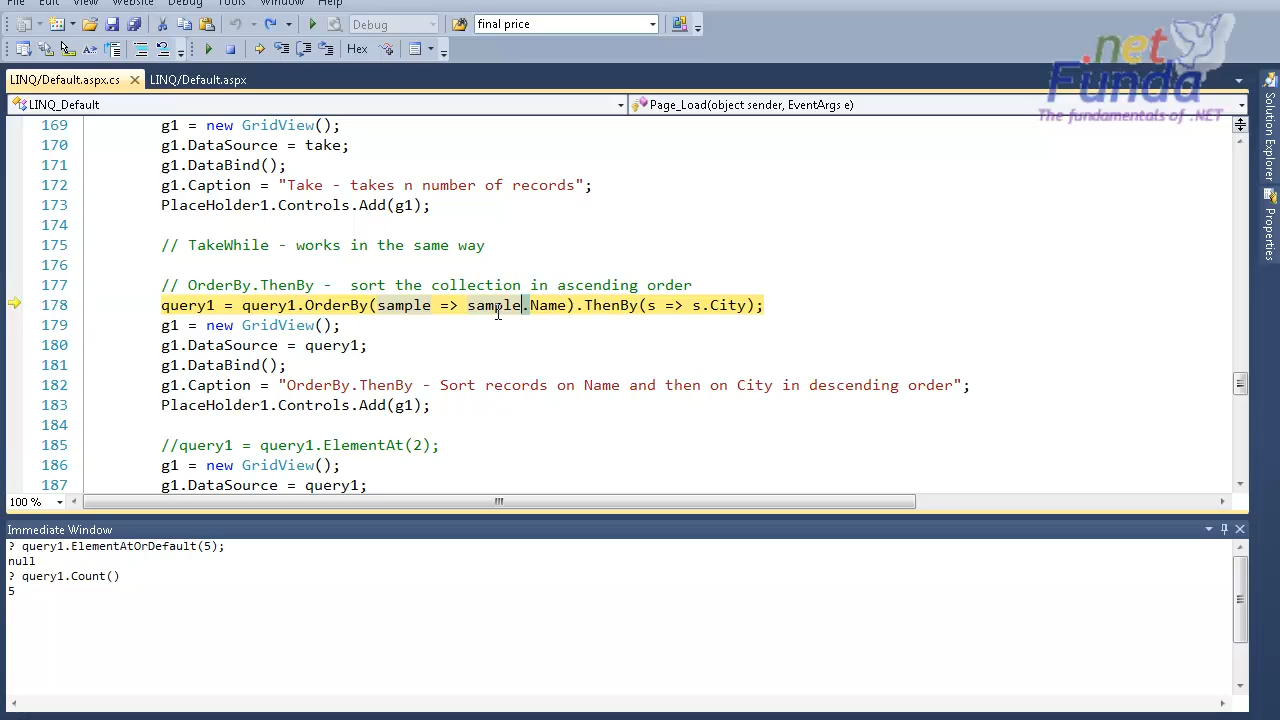 File Edit View Website Build Debug Tools Window Help
Debug final price
Hex
LINQ/Default.aspx.cs LINQ/Default.aspx
LINQ_Default Page_Load(object sender, EventArgs e)
.net
Funda
The fundamentals of .NET
Solution Explorer
Properties
169 g1 = new GridView();
170 g1.DataSource = take;
171 g1.DataBind();
172 g1.Caption = "Take - takes n number of records";
173 PlaceHolder1.Controls.Add(g1);
174
175 // TakeWhile - works in the same way
176
177 // OrderBy.ThenBy -  sort the collection in ascending order
178 query1 = query1.OrderBy(sample => sample.Name).ThenBy(s => s.City);
179 g1 = new GridView();
180 g1.DataSource = query1;
181 g1.DataBind();
182 g1.Caption = "OrderBy.ThenBy - Sort records on Name and then on City in descending order";
183 PlaceHolder1.Controls.Add(g1);
184
185 //query1 = query1.ElementAt(2);
186 g1 = new GridView();
187 g1.DataSource = query1;
100 %
Immediate Window
? query1.ElementAtOrDefault(5);
null
? query1.Count()
5